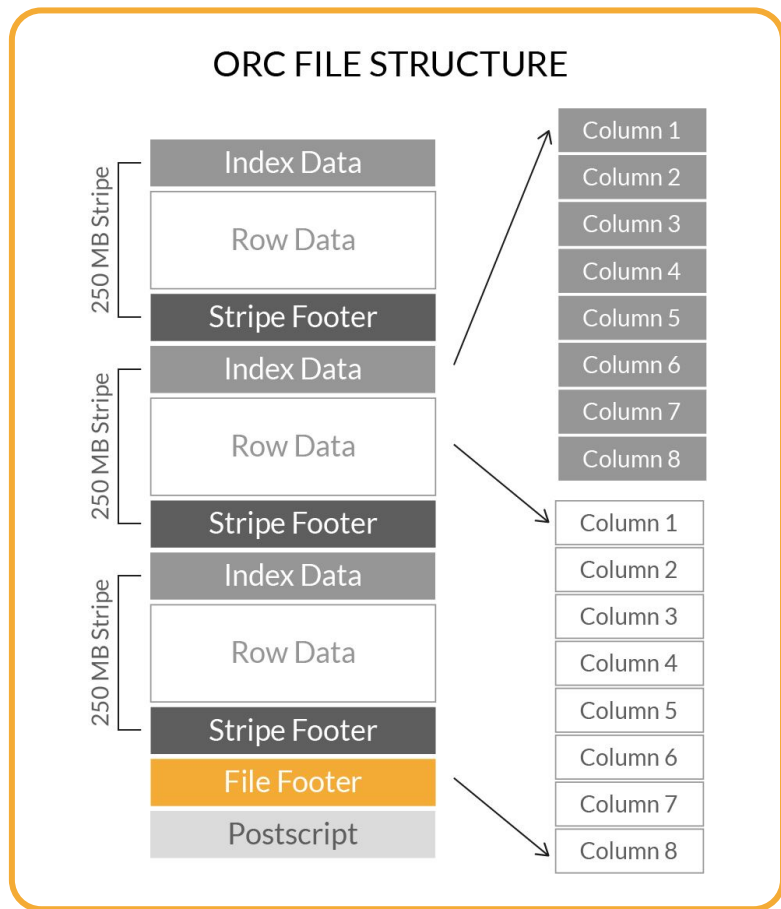 ORC FILE STRUCTURE
250 MB Stripe
Index Data
Row Data
Stripe Footer
250 MB Stripe
Index Data
Row Data
Stripe Footer
250 MB Stripe
Index Data
Row Data
Stripe Footer
File Footer
Postscript
Column 1
Column 2
Column 3
Column 4
Column 5
Column 6
Column 7
Column 8
Column 1
Column 2
Column 3
Column 4
Column 5
Column 6
Column 7
Column 8